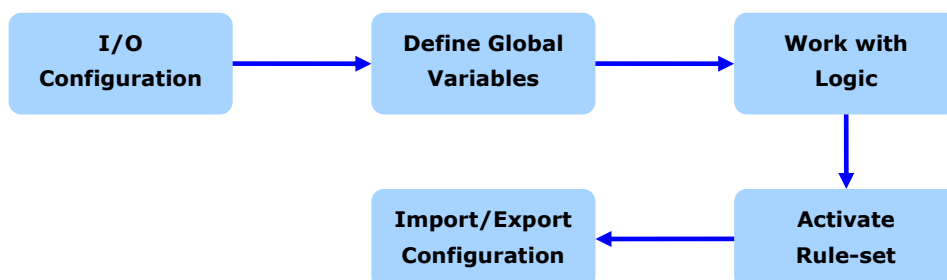 I/O
Configuration
Define Global
Variables
Work with
Logic
Activate
Rule-set
Import/Export
Configuration